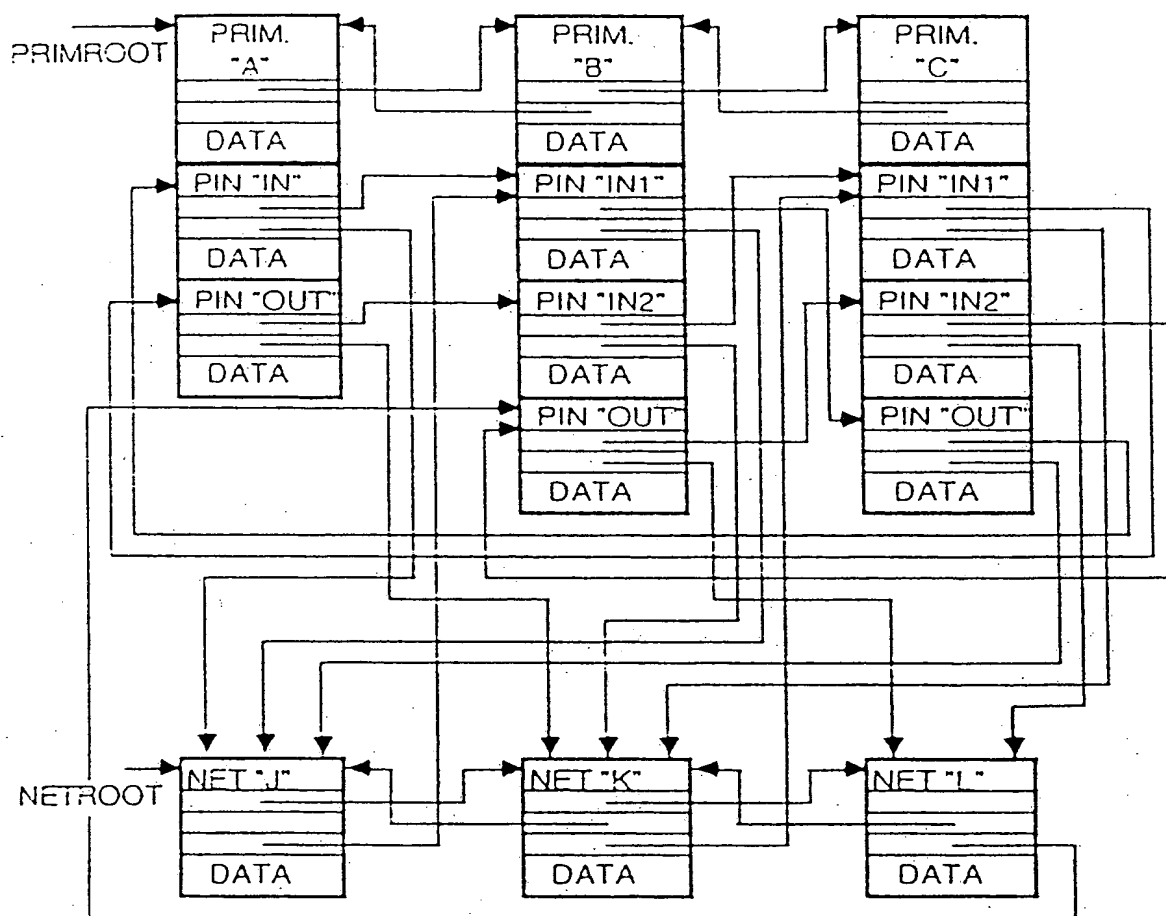 PRIMROOT
PRIM.
"A"
DATA
PIN "IN"
DATA
PIN "OUT"
DATA
PRIM.
"B"
DATA
PIN "IN1"
DATA
PIN "IN2"
DATA
PIN "OUT"
DATA
PRIM.
"C"
DATA
PIN "IN1"
DATA
PIN "IN2"
DATA
PIN "OUT"
DATA
NETROOT
NET "J"
DATA
NET "K"
DATA
NET "L"
DATA